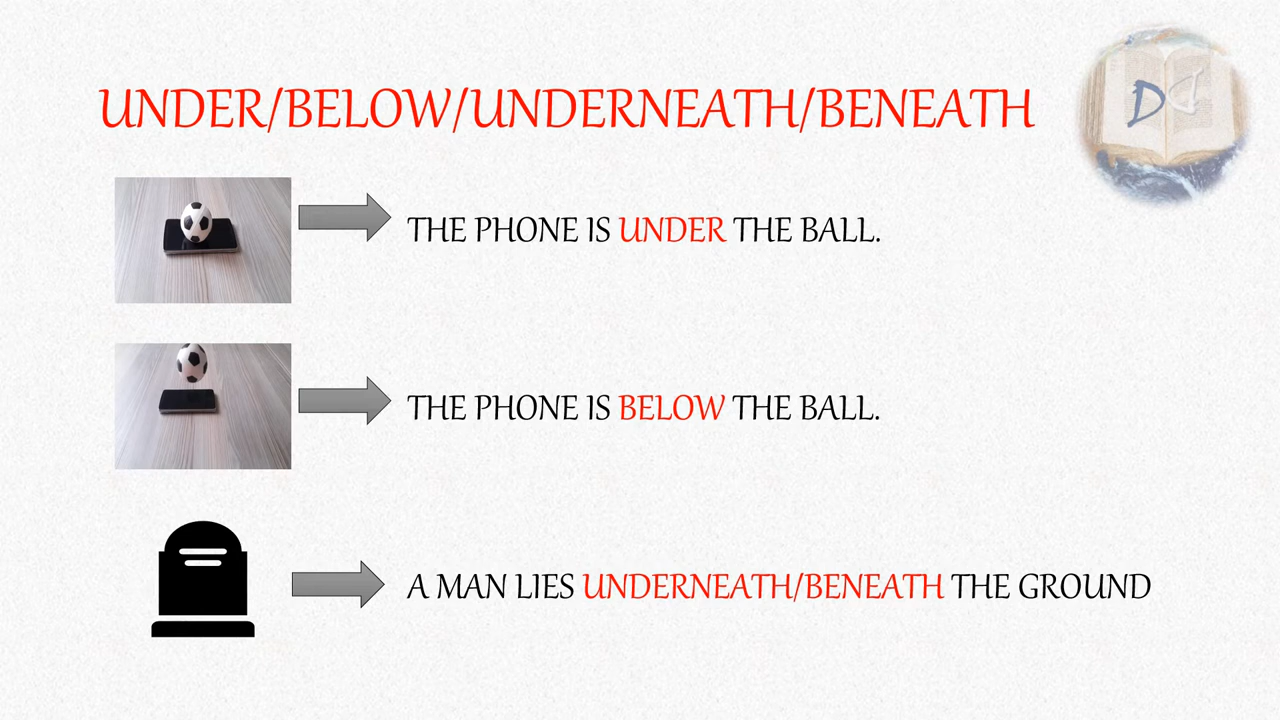 UNDER/BELOW/UNDERNEATH/BENEATH
DD
THE PHONE IS UNDER THE BALL.
THE PHONE IS BELOW THE BALL.
A MAN LIES UNDERNEATH/BENEATH THE GROUND